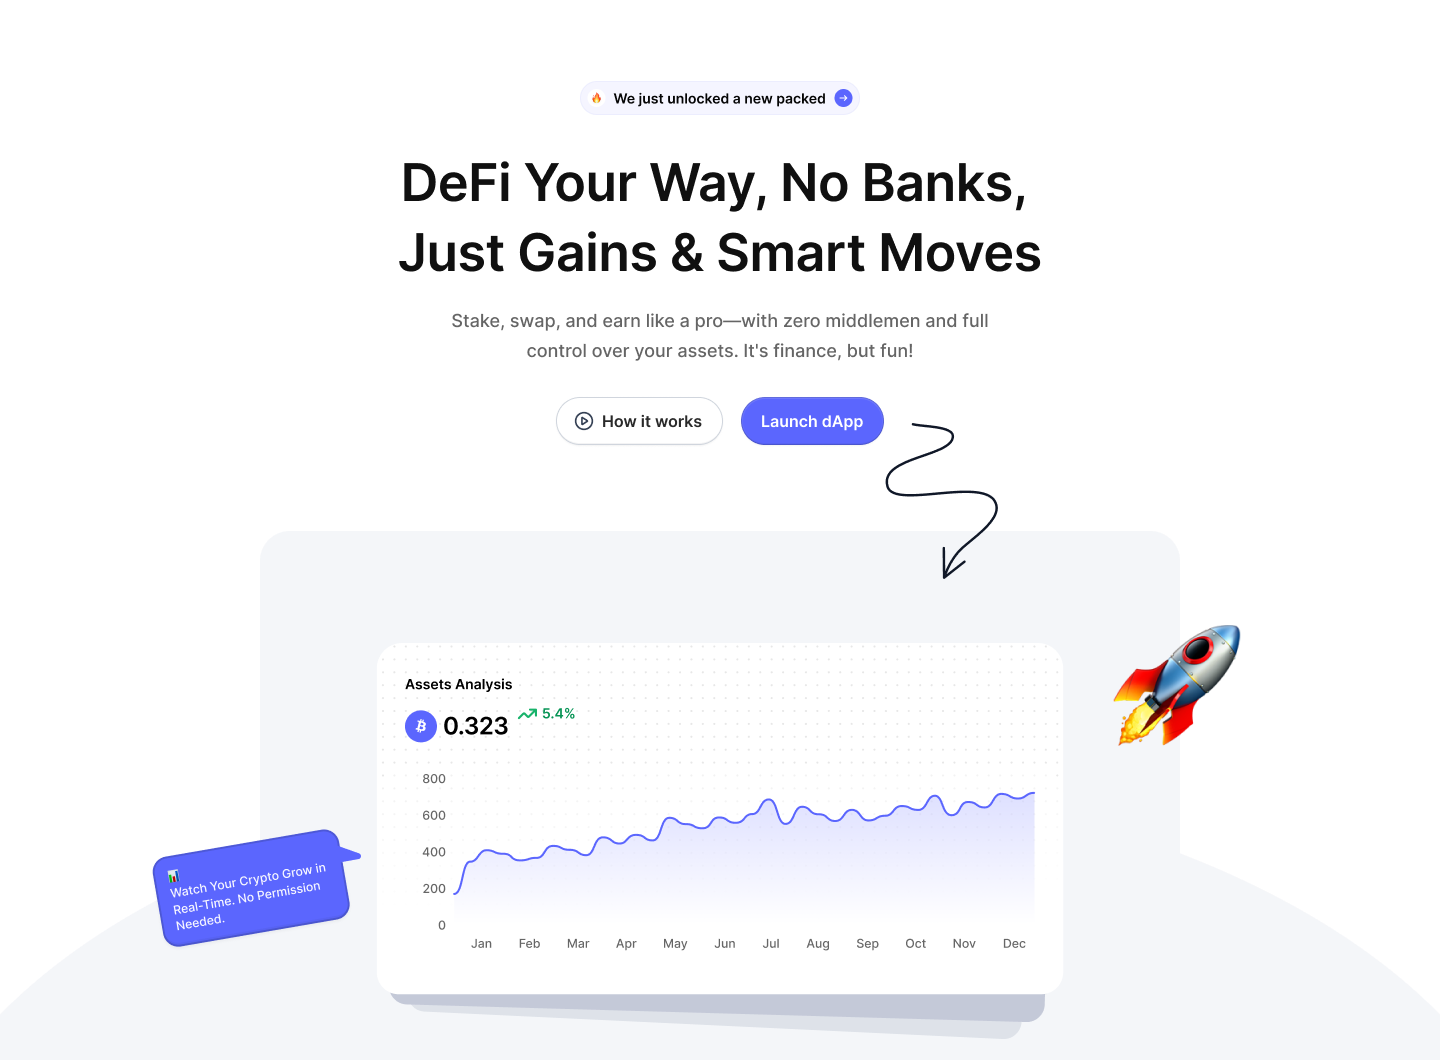 We just unlocked a new packed
DeFi Your Way, No Banks,
Just Gains & Smart Moves
Stake, swap, and earn like a pro—with zero middlemen and full
control over your assets. It's finance, but fun!
How it works
Launch dApp
Assets Analysis
0.323
5.4%
800
600
400
200
0
Jan Feb Mar Apr May Jun Jul Aug Sep Oct Nov Dec
Watch Your Crypto Grow in
Real-Time. No Permission
Needed.